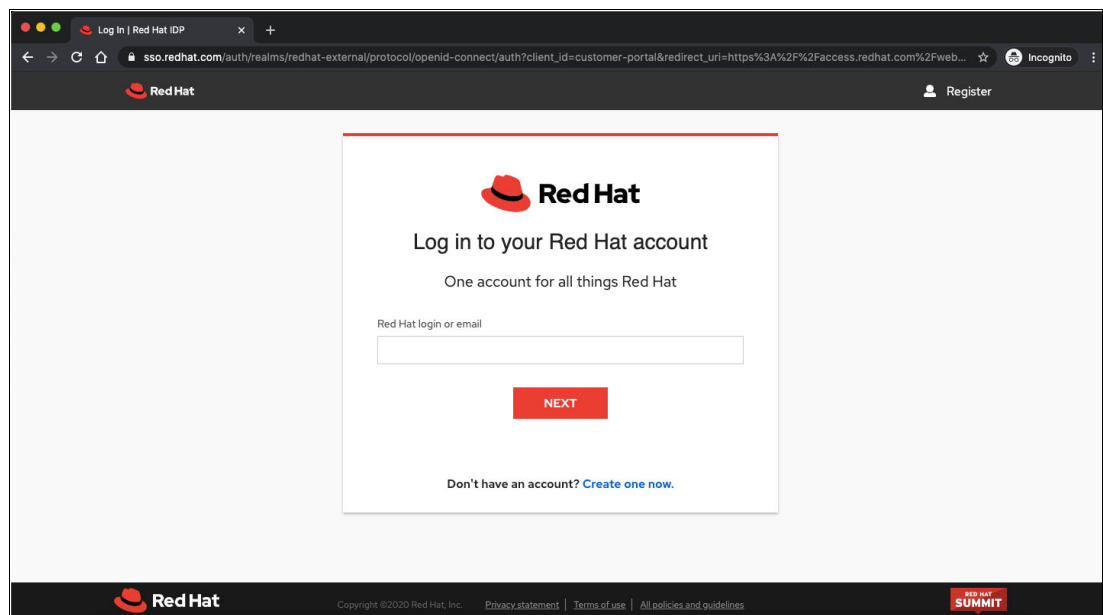 Log In | Red Hat IDP
sso.redhat.com/auth/realms/redhat-external/protocol/openid-connect/auth?client_id=customer-portal&redirect_uri=https%3A%2F%2Faccess.redhat.com%2Fweb...
Incognito
Red Hat
Register
Red Hat
Log in to your Red Hat account
One account for all things Red Hat
Red Hat login or email
NEXT
Don't have an account? Create one now.
Red Hat
Copyright ©2020 Red Hat, Inc. Privacy statement | Terms of use | All policies and guidelines
RED HAT
SUMMIT